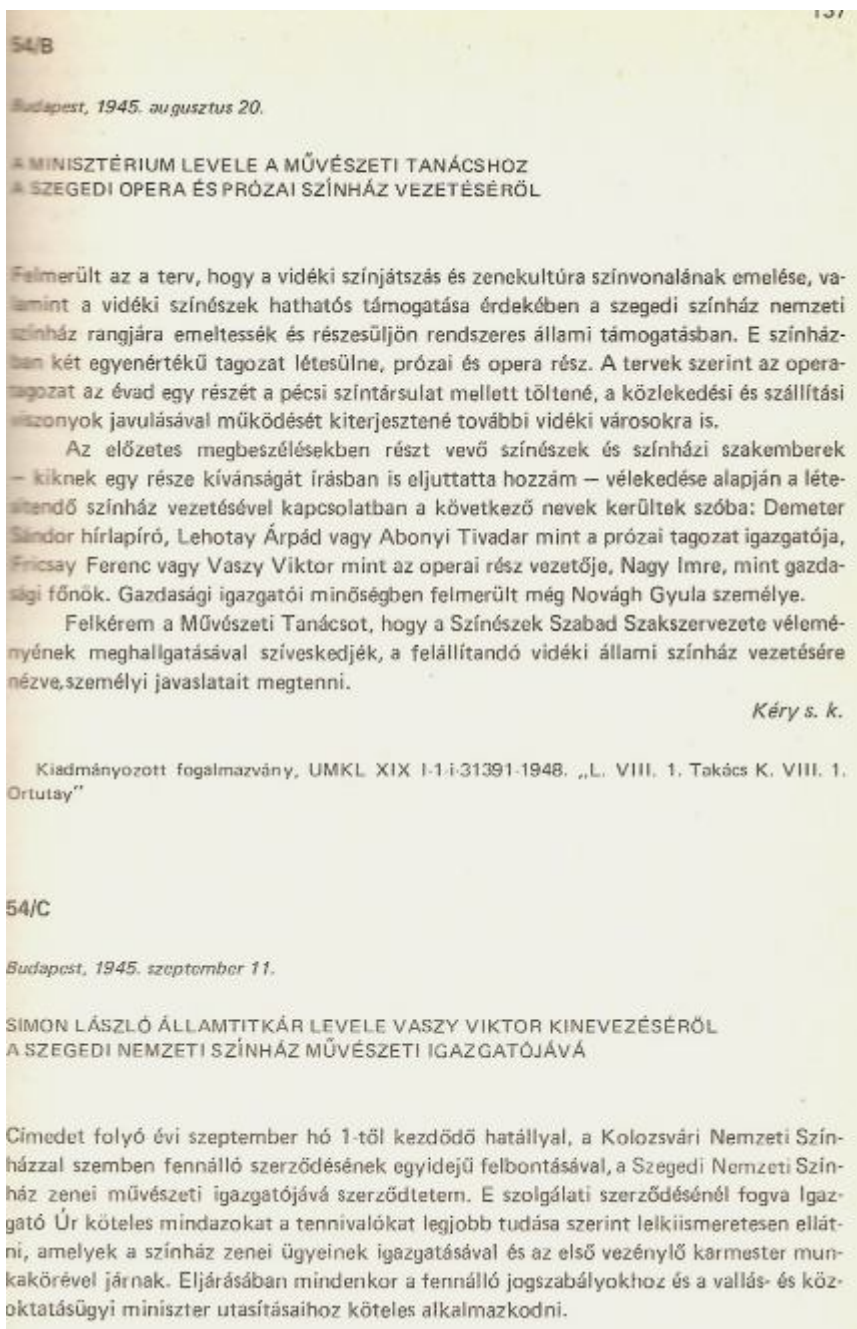 137
54/B
Budapest, 1945. augusztus 20.
A MINISZTÉRIUM LEVELE A MŰVÉSZETI TANÁCSHOZ
A SZEGEDI OPERA ÉS PRÓZAI SZÍNHÁZ VEZETÉSÉRŐL
Felmerült az a terv, hogy a vidéki színjátszás és zenekultúra színvonalának emelése, va-
lamint a vidéki színészek hathatós támogatása érdekében a szegedi színház nemzeti
színház rangjára emeltessék és részesüljön rendszeres állami támogatásban. E színház-
ban két egyenértékű tagozat létesülne, prózai és opera rész. A tervek szerint az opera-
tagozat az évad egy részét a pécsi színtársulat mellett töltené, a közlekedési és szállítási
viszonyok javulásával működését kiterjesztené további vidéki városokra is.
Az előzetes megbeszélésekben részt vevő színészek és színházi szakemberek
– kiknek egy része kívánságát írásban is eljuttatta hozzám – vélekedése alapján a léte-
sítendő színház vezetésével kapcsolatban a következő nevek kerültek szóba: Demeter
Sándor hírlapíró, Lehotay Árpád vagy Abonyi Tivadar mint a prózai tagozat igazgatója,
Fricsay Ferenc vagy Vaszy Viktor mint az operai rész vezetője, Nagy Imre, mint gazda-
sági főnök. Gazdasági igazgatói minőségben felmerült még Novágh Gyula személye.
Felkérem a Művészeti Tanácsot, hogy a Színészek Szabad Szakszervezete vélemé-
nyének meghallgatásával szíveskedjék, a felállítandó vidéki állami színház vezetésére
nézve, személyi javaslatait megtenni.
Kéry s. k.
Kiadmányozott fogalmazvány, UMKL XIX I-1-i-31391-1948. „L. VIII. 1. Takács K. VIII. 1.
Ortutay”
54/C
Budapest, 1945. szeptember 11.
SIMON LÁSZLÓ ÁLLAMTITKÁR LEVELE VASZY VIKTOR KINEVEZÉSÉRŐL
A SZEGEDI NEMZETI SZÍNHÁZ MŰVÉSZETI IGAZGATÓJÁVÁ
Címedet folyó évi szeptember hó 1-től kezdődő hatállyal, a Kolozsvári Nemzeti Szín-
házzal szemben fennálló szerződésének egyidejű felbontásával, a Szegedi Nemzeti Szín-
ház zenei művészeti igazgatójává szerződtetem. E szolgálati szerződésénél fogva Igaz-
gató Úr köteles mindazokat a tennivalókat legjobb tudása szerint lelkiismeretesen ellát-
ni, amelyek a színház zenei ügyeinek igazgatásával és az első vezénylő karmester mun-
kakörével járnak. Eljárásában mindenkor a fennálló jogszabályokhoz és a vallás- és köz-
oktatásügyi miniszter utasításaihoz köteles alkalmazkodni.